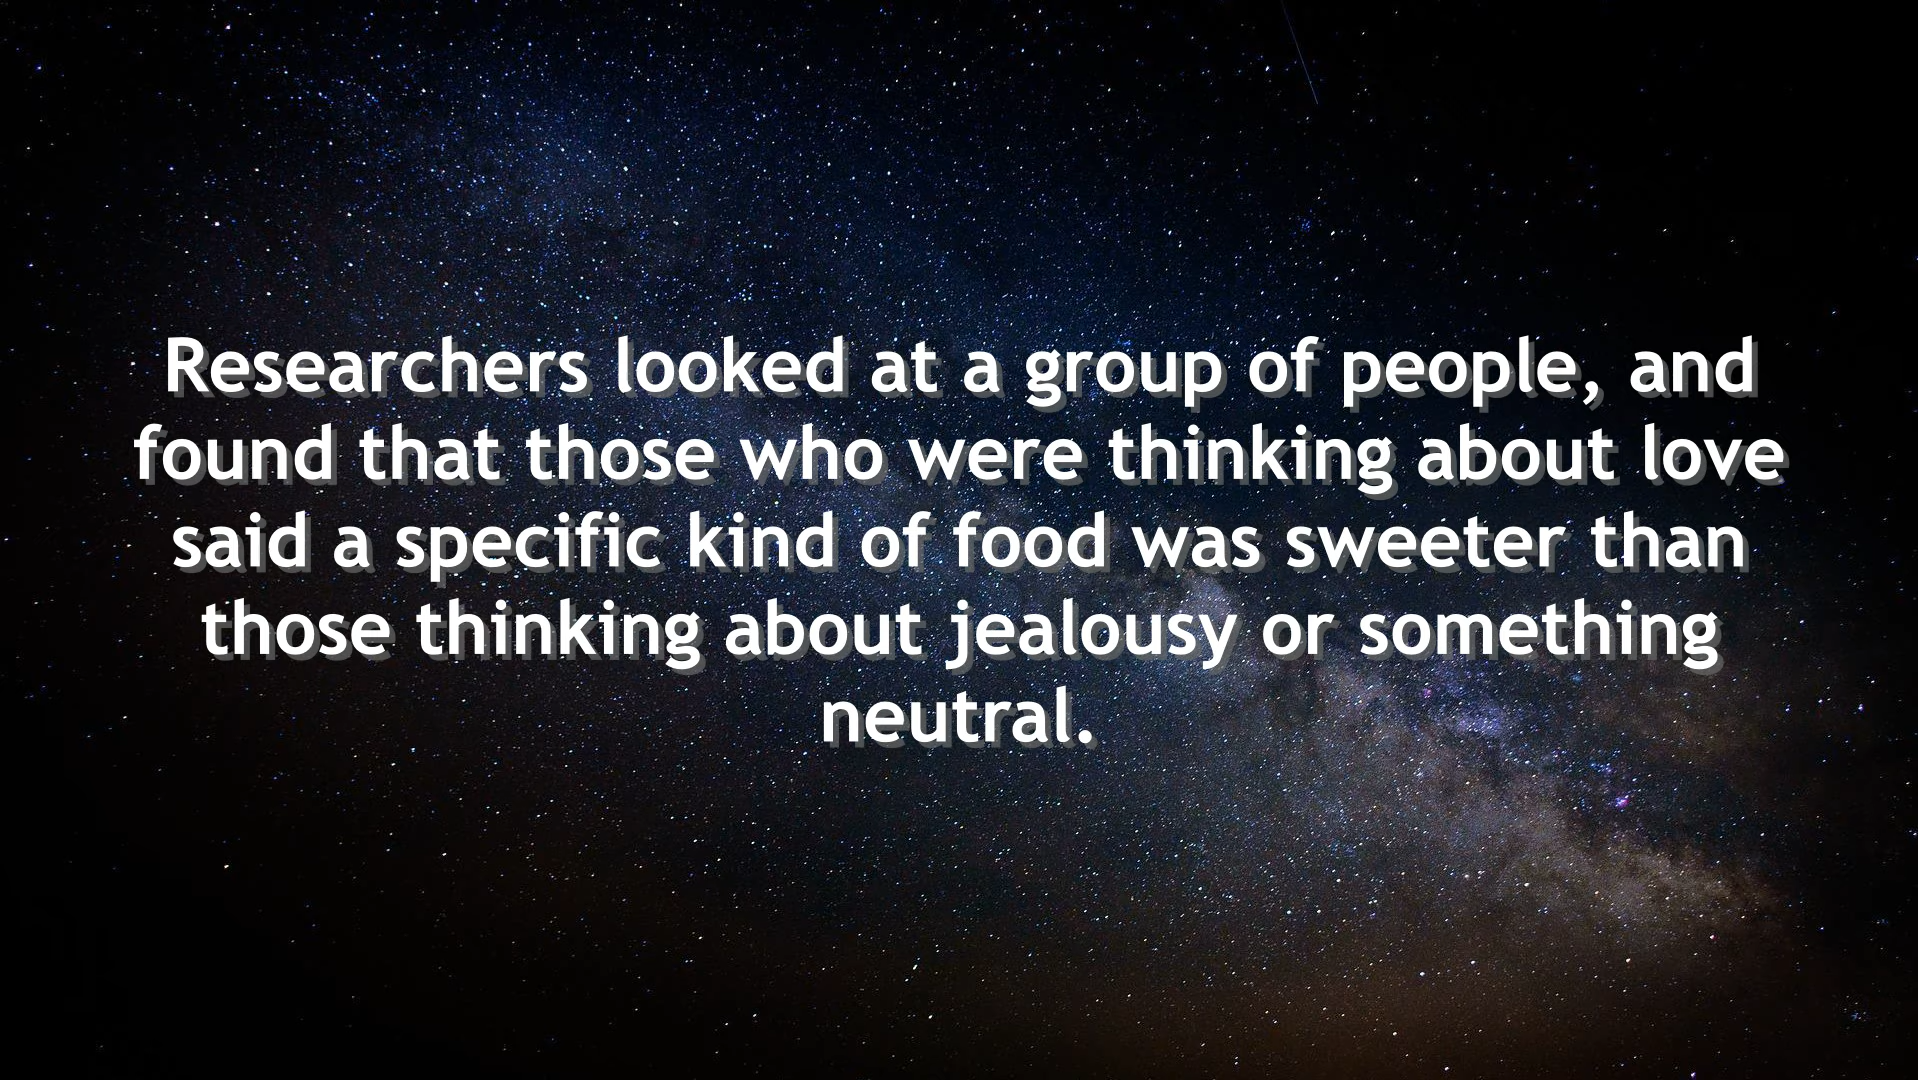 Researchers looked at a group of people, and
found that those who were thinking about love
said a specific kind of food was sweeter than
those thinking about jealousy or something
neutral.